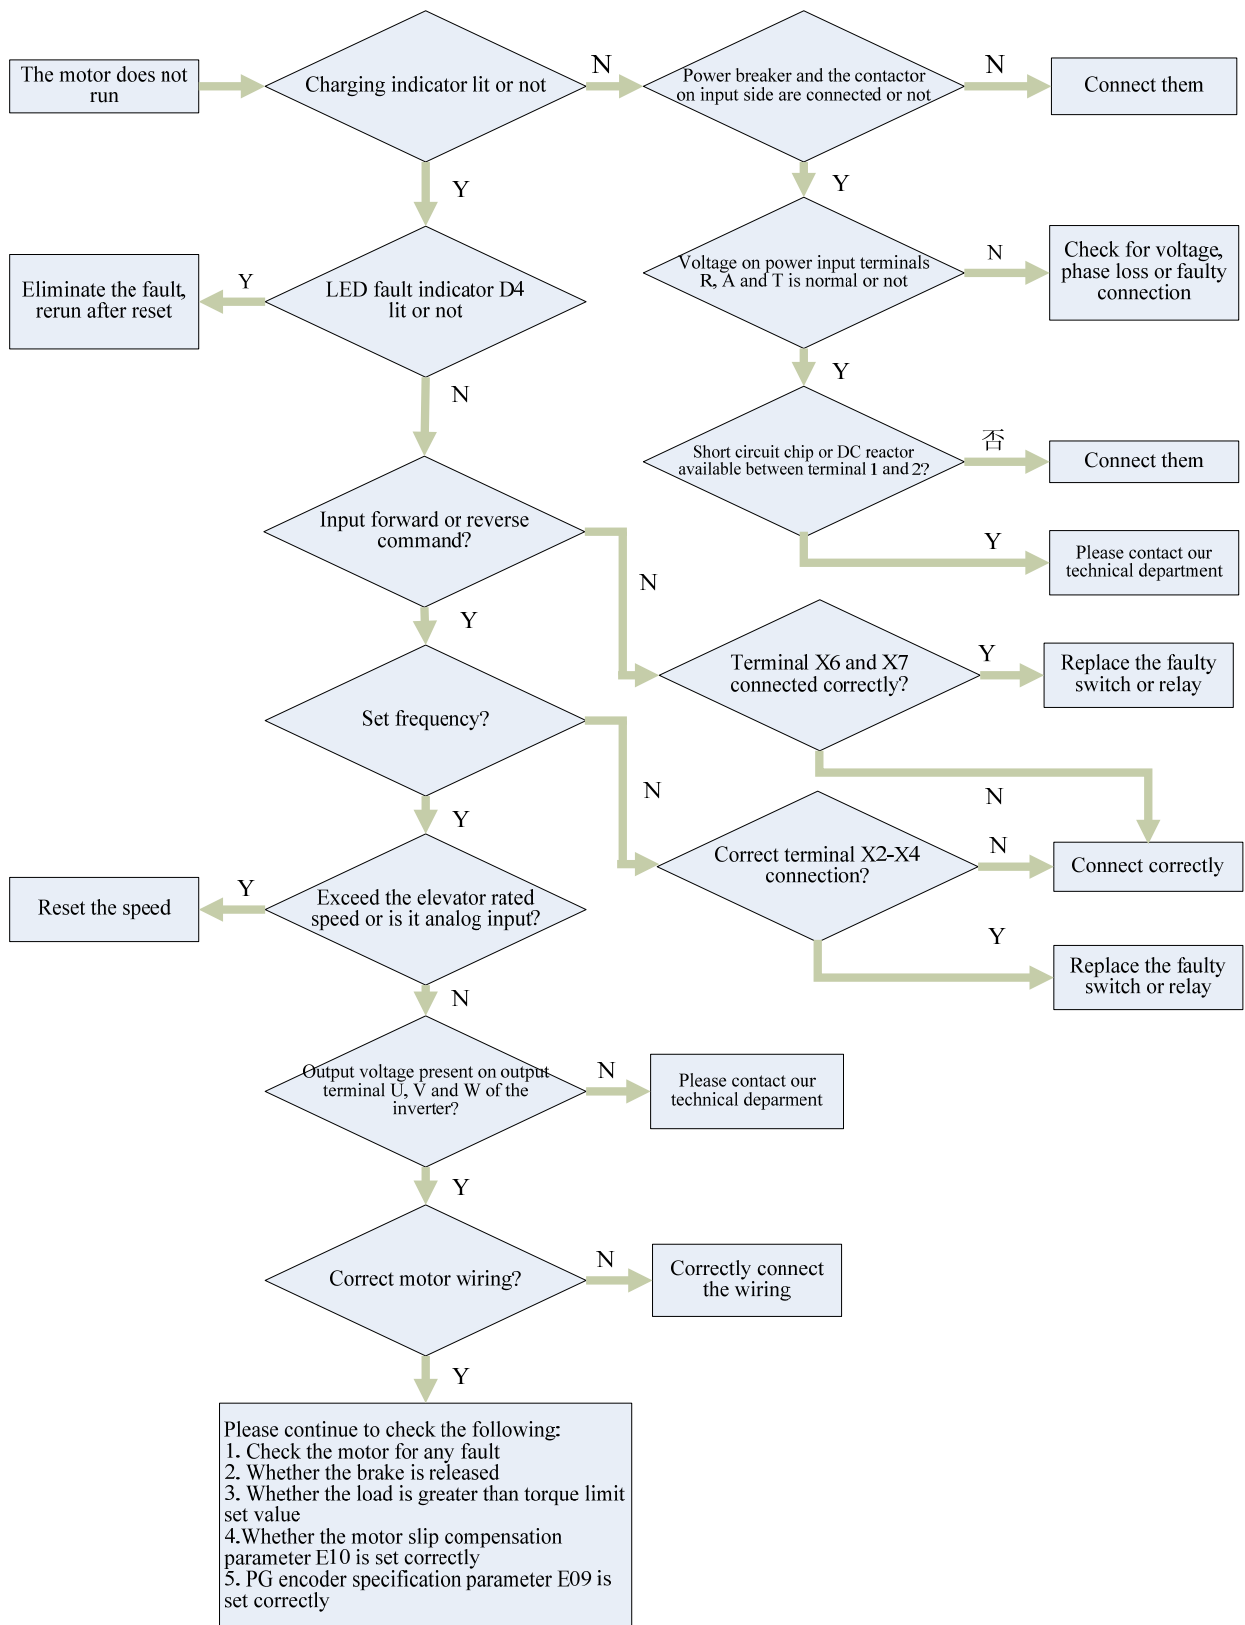 The motor does not
run
Charging indicator lit or not
N
Power breaker and the contactor
on input side are connected or not
N
Connect them
Y
Y
Eliminate the fault,
rerun after reset
Y
LED fault indicator D4
lit or not
Voltage on power input terminals
R, A and T is normal or not
N
Check for voltage,
phase loss or faulty
connection
N
Y
Short circuit chip or DC reactor
available between terminal 1 and 2?
否
Connect them
Input forward or reverse
command?
Y
Please contact our
technical department
N
Y
Terminal X6 and X7
connected correctly?
Y
Replace the faulty
switch or relay
Set frequency?
N
N
Y
Correct terminal X2-X4
connection?
N
Connect correctly
Reset the speed
Y
Exceed the elevator rated
speed or is it analog input?
Y
Replace the faulty
switch or relay
N
Output voltage present on output
terminal U, V and W of the
inverter?
N
Please contact our
technical deparment
Y
Correct motor wiring?
N
Correctly connect
the wiring
Y
Please continue to check the following:
1. Check the motor for any fault
2. Whether the brake is released
3. Whether the load is greater than torque limit
set value
4.Whether the motor slip compensation
parameter E10 is set correctly
5. PG encoder specification parameter E09 is
set correctly